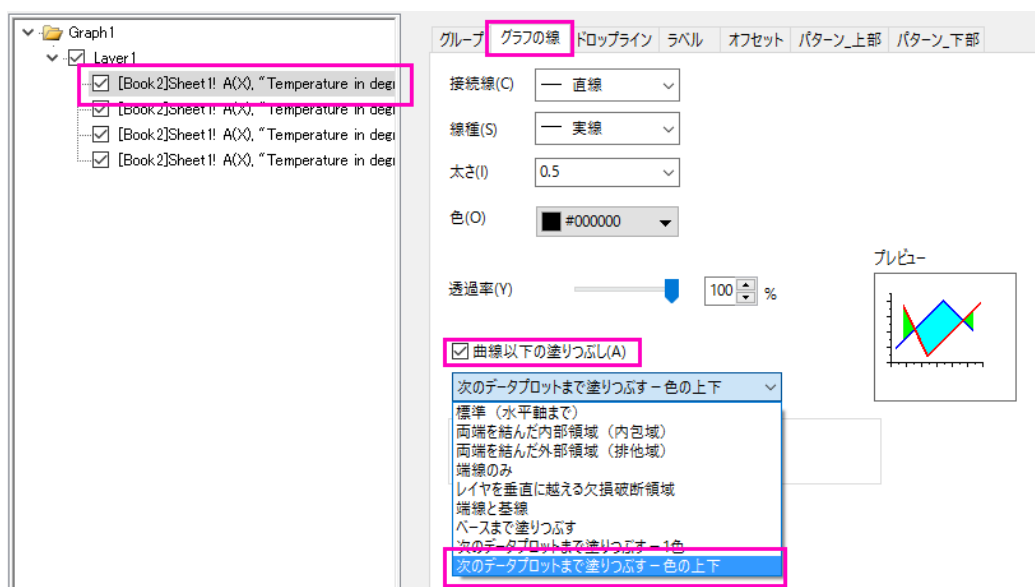 Graph1
Layer1
[Book2]Sheet1! A(X), "Temperature in degr
[Book2]Sheet1! A(X), "Temperature in degr
[Book2]Sheet1! A(X), "Temperature in degr
[Book2]Sheet1! A(X), "Temperature in degr
グループ グラフの線 ドロップライン ラベル オフセット パターン_上部 パターン_下部
接続線(C) 直線
線種(S) 実線
太さ(I) 0.5
色(O) #000000
プレビュー
透過率(Y) 100 %
曲線以下の塗りつぶし(A)
次のデータプロットまで塗りつぶす – 色の上下
標準（水平軸まで）
両端を結んだ内部領域（内包域）
両端を結んだ外部領域（排他域）
端線のみ
レイヤを垂直に越える欠損破断領域
端線と基線
ベースまで塗りつぶす
次のデータプロットまで塗りつぶす – 1色
次のデータプロットまで塗りつぶす – 色の上下